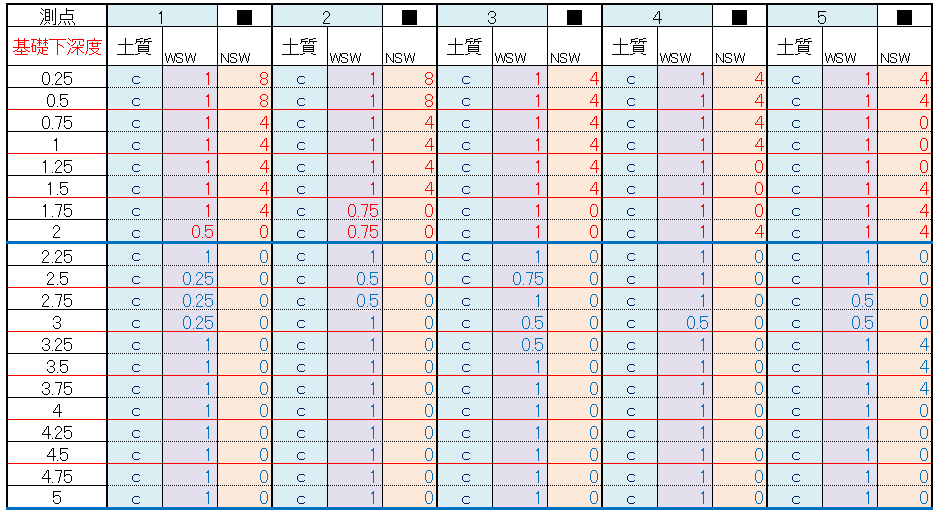 測点 1 ■ 2 ■ 3 ■ 4 ■ 5 ■
基礎下深度 土質 WSW NSW 土質 WSW NSW 土質 WSW NSW 土質 WSW NSW 土質 WSW NSW
0.25 c 1 8 c 1 8 c 1 4 c 1 4 c 1 4
0.5 c 1 8 c 1 8 c 1 4 c 1 4 c 1 4
0.75 c 1 4 c 1 4 c 1 4 c 1 4 c 1 0
1 c 1 4 c 1 4 c 1 4 c 1 4 c 1 0
1.25 c 1 4 c 1 4 c 1 4 c 1 0 c 1 0
1.5 c 1 4 c 1 4 c 1 4 c 1 0 c 1 4
1.75 c 1 4 c 0.75 0 c 1 0 c 1 0 c 1 4
2 c 0.5 0 c 0.75 0 c 1 0 c 1 4 c 1 4
2.25 c 1 0 c 1 0 c 1 0 c 1 0 c 1 0
2.5 c 0.25 0 c 0.5 0 c 0.75 0 c 1 0 c 1 0
2.75 c 0.25 0 c 0.5 0 c 1 0 c 1 0 c 0.5 0
3 c 0.25 0 c 1 0 c 0.5 0 c 0.5 0 c 0.5 0
3.25 c 1 0 c 1 0 c 0.5 0 c 1 0 c 1 4
3.5 c 1 0 c 1 0 c 1 0 c 1 0 c 1 4
3.75 c 1 0 c 1 0 c 1 0 c 1 0 c 1 4
4 c 1 0 c 1 0 c 1 0 c 1 0 c 1 0
4.25 c 1 0 c 1 0 c 1 0 c 1 0 c 1 0
4.5 c 1 0 c 1 0 c 1 0 c 1 0 c 1 0
4.75 c 1 0 c 1 0 c 1 0 c 1 0 c 1 0
5 c 1 0 c 1 0 c 1 0 c 1 0 c 1 0